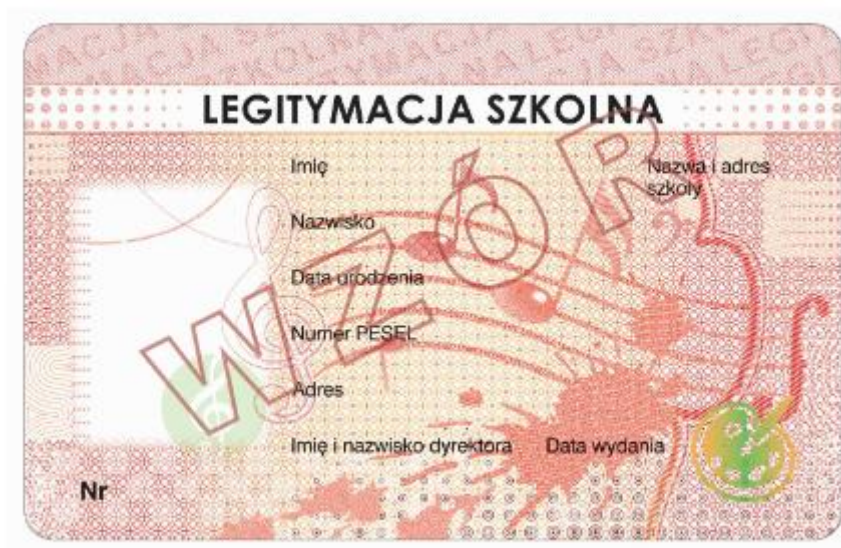 LEGITYMACJA SZKOLNA
Imię
Nazwa i adres
szkoły
Nazwisko
Data urodzenia
Numer PESEL
Adres
Imię i nazwisko dyrektora
Data wydania
Nr
WZÓR